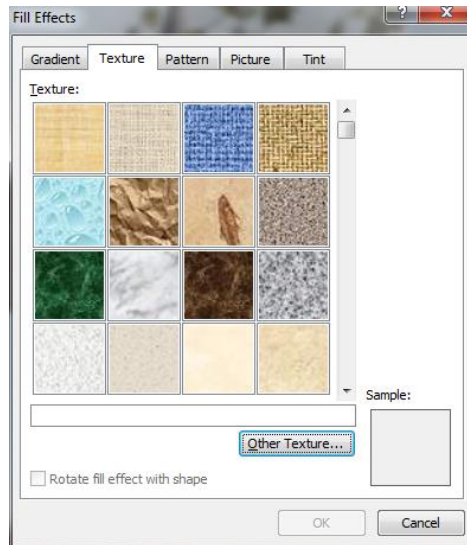 Fill Effects
Gradient Texture Pattern Picture Tint
Texture:
Sample:
Other Texture...
Rotate fill effect with shape
OK Cancel